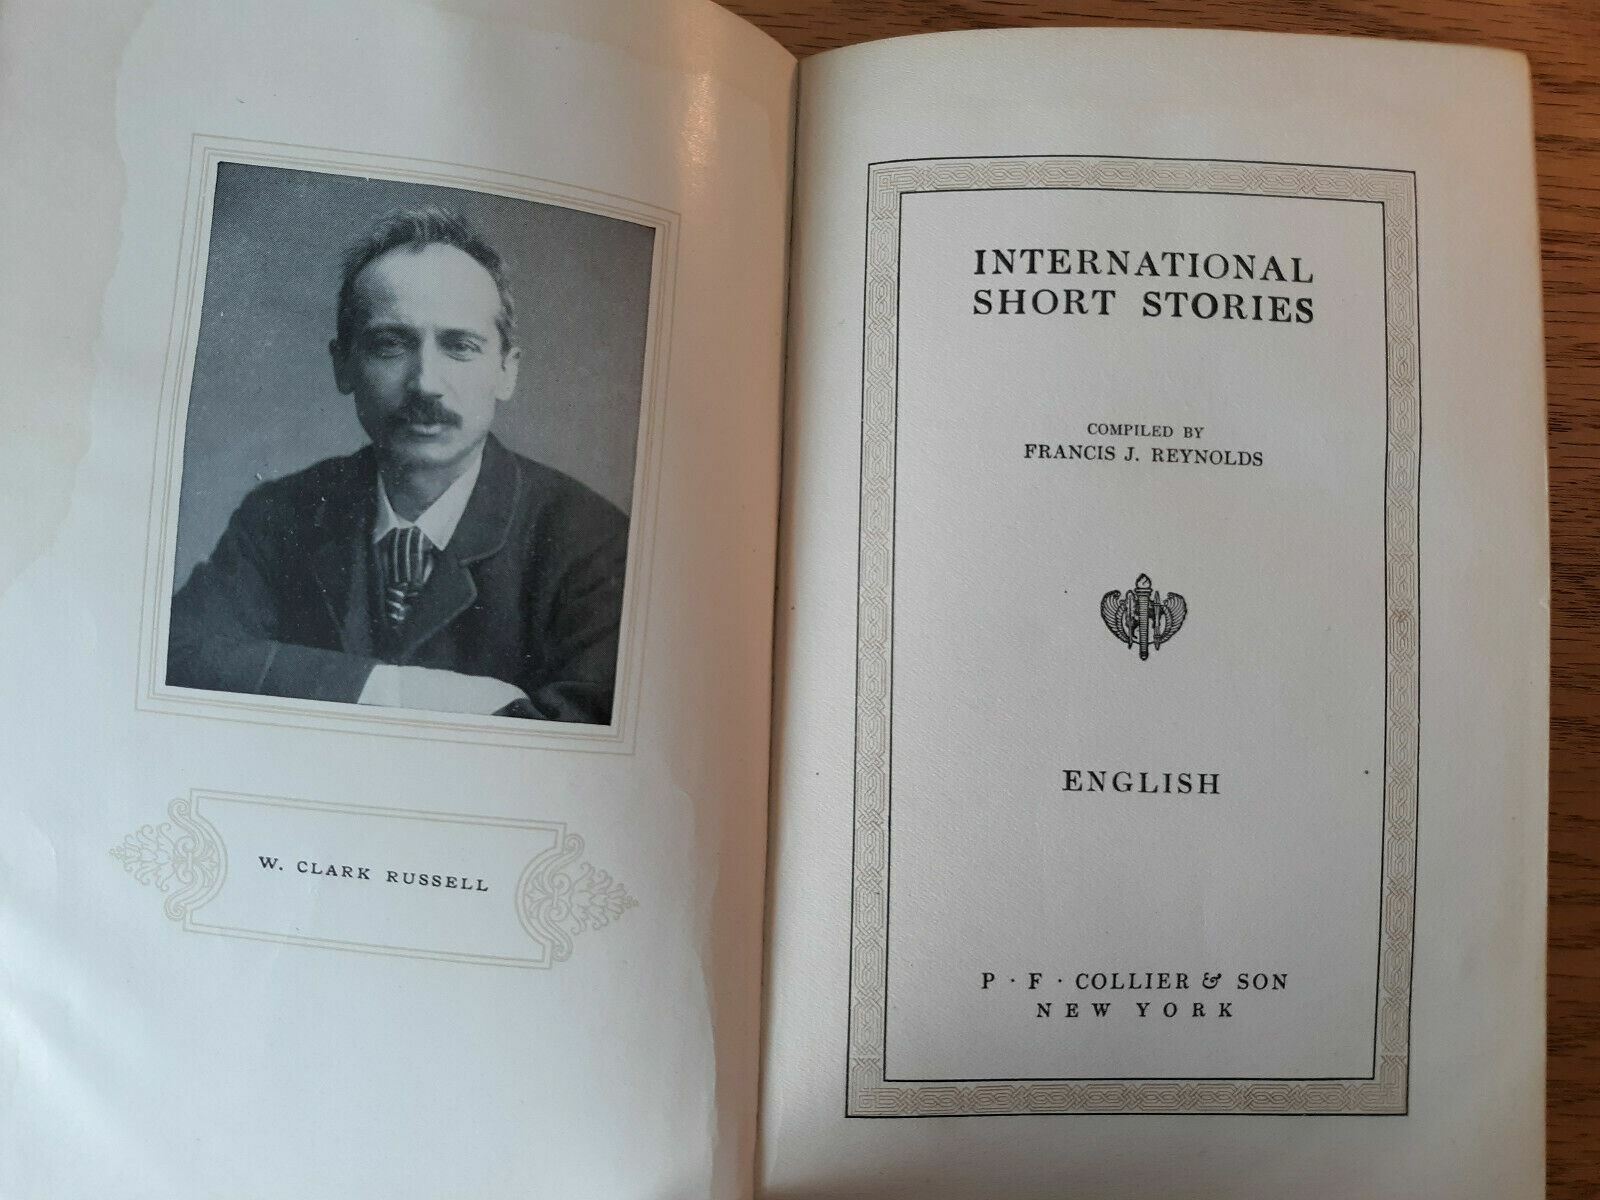 W. CLARK RUSSELL
INTERNATIONAL
SHORT STORIES
COMPILED BY
FRANCIS J. REYNOLDS
ENGLISH
P · F · COLLIER & SON
NEW YORK